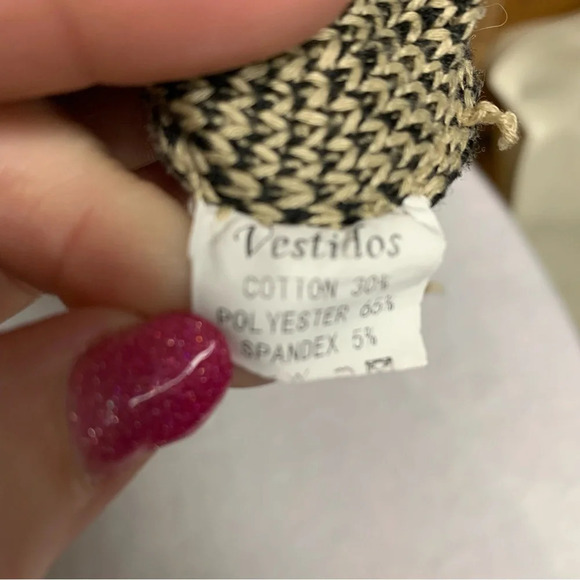 Vestidos
COTTON 30%
POLYESTER 65%
SPANDEX 5%